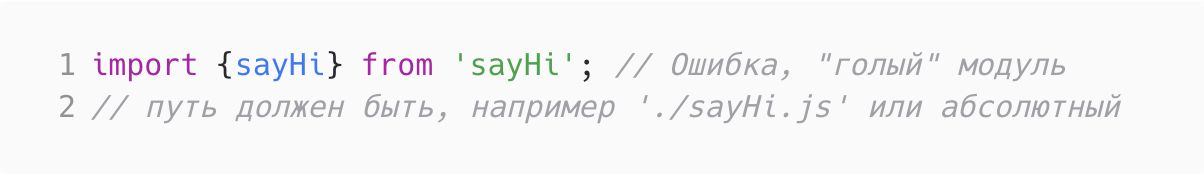 1 import {sayHi} from 'sayHi'; // Ошибка, "голый" модуль
2 // путь должен быть, например './sayHi.js' или абсолютный